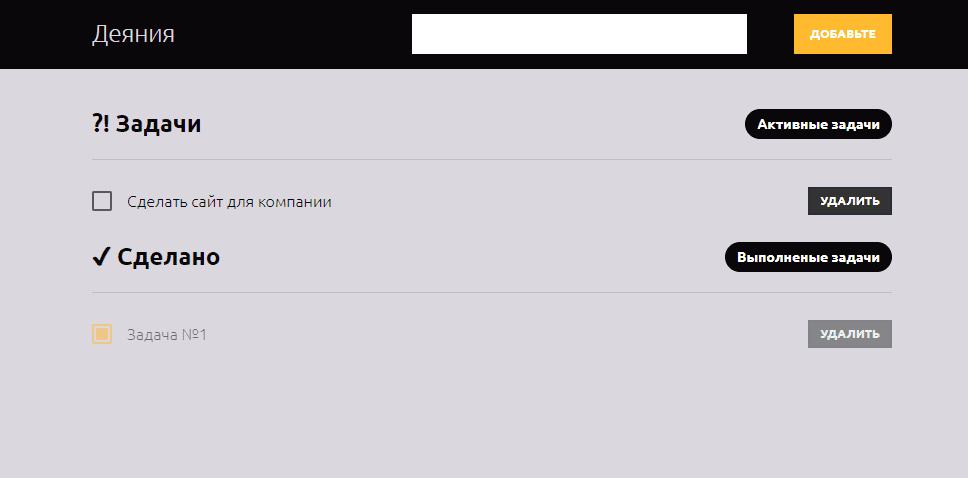 Деяния
ДОБАВЬТЕ
?! Задачи
Активные задачи
Сделать сайт для компании
УДАЛИТЬ
✔ Сделано
Выполненые задачи
Задача №1
УДАЛИТЬ